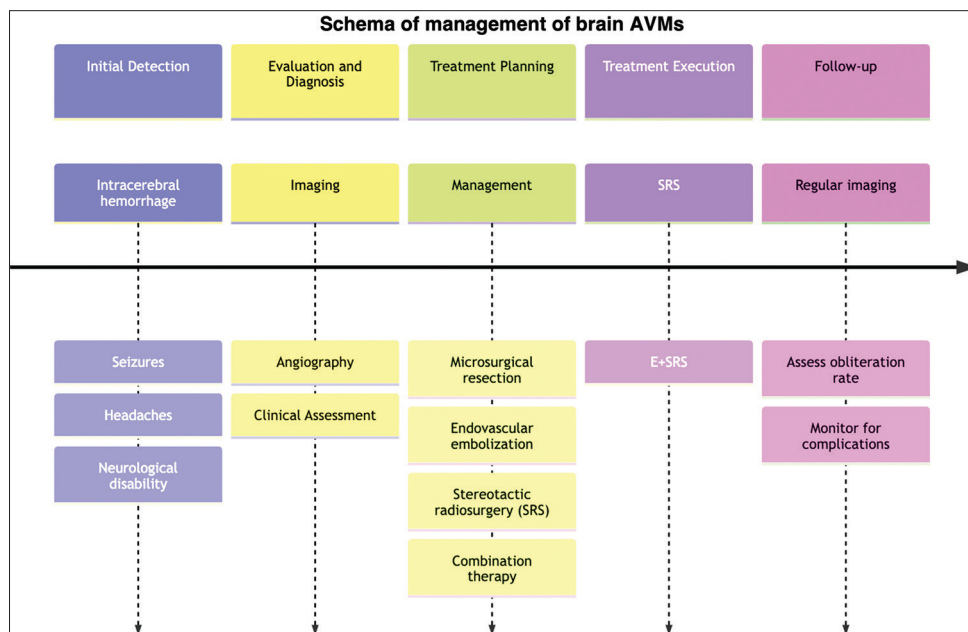 Schema of management of brain AVMs
Initial Detection
Evaluation and
Diagnosis
Treatment Planning
Treatment Execution
Follow-up
Intracerebral
hemorrhage
Imaging
Management
SRS
Regular imaging
Seizures
Headaches
Neurological
disability
Angiography
Clinical Assessment
Microsurgical
resection
Endovascular
embolization
Stereotactic
radiosurgery (SRS)
Combination
therapy
E+SRS
Assess obliteration
rate
Monitor for
complications